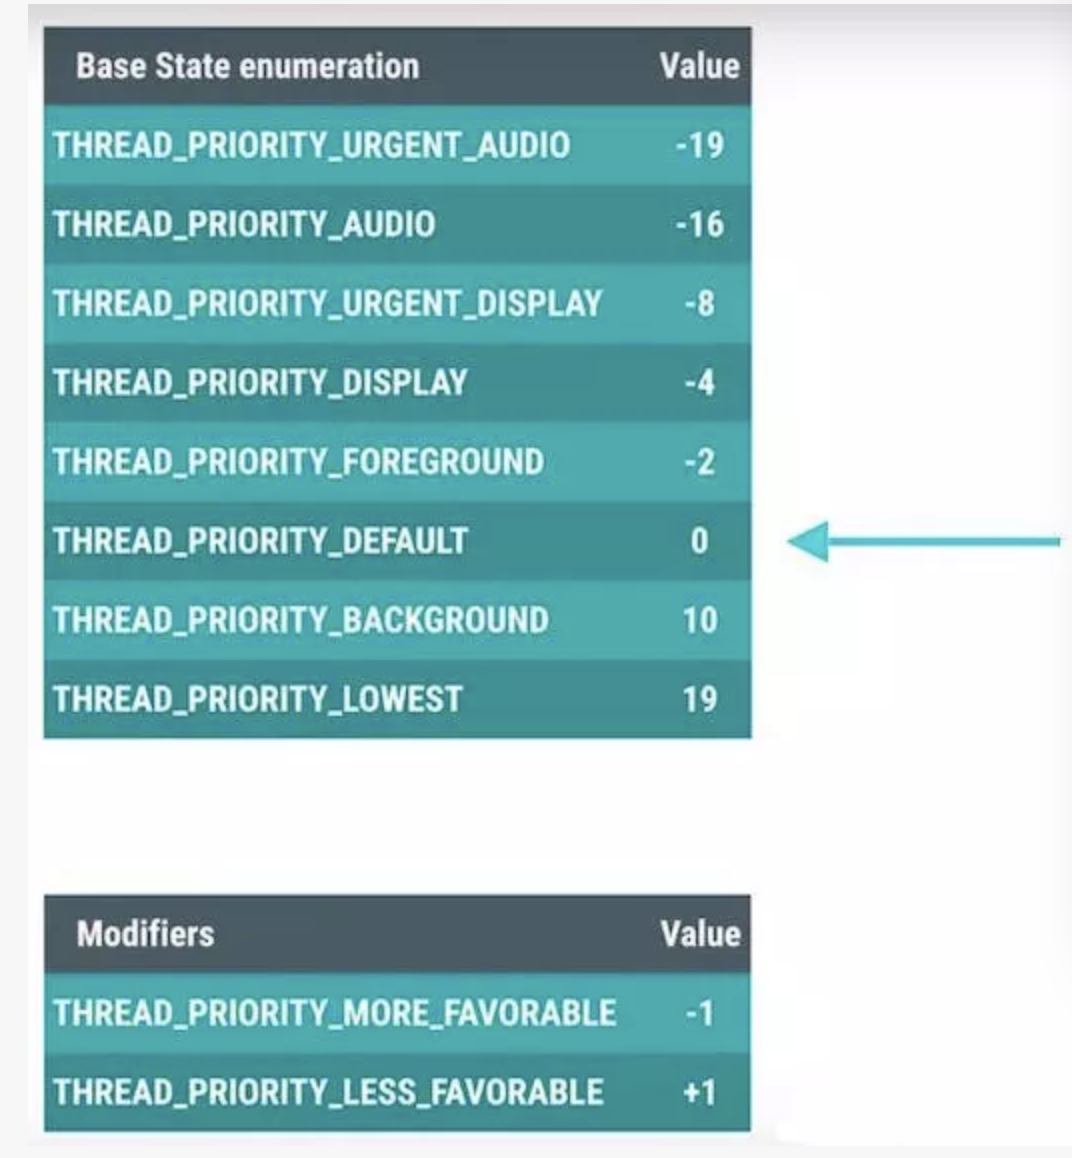 Base State enumeration Value
THREAD_PRIORITY_URGENT_AUDIO -19
THREAD_PRIORITY_AUDIO -16
THREAD_PRIORITY_URGENT_DISPLAY -8
THREAD_PRIORITY_DISPLAY -4
THREAD_PRIORITY_FOREGROUND -2
THREAD_PRIORITY_DEFAULT 0
THREAD_PRIORITY_BACKGROUND 10
THREAD_PRIORITY_LOWEST 19
Modifiers Value
THREAD_PRIORITY_MORE_FAVORABLE -1
THREAD_PRIORITY_LESS_FAVORABLE +1